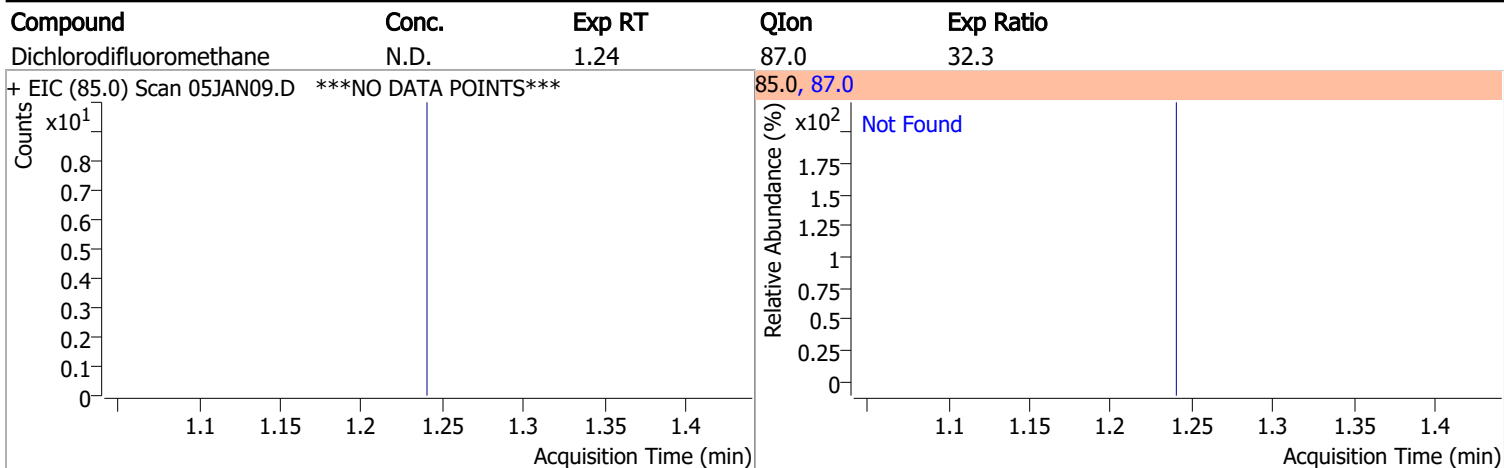 Compound Conc. Exp RT QIon Exp Ratio
Dichlorodifluoromethane N.D. 1.24 87.0 32.3
+ EIC (85.0) Scan 05JAN09.D ***NO DATA POINTS***
Counts
x10¹
0.8
0.7
0.6
0.5
0.4
0.3
0.2
0.1
0
1.1 1.15 1.2 1.25 1.3 1.35 1.4
Acquisition Time (min)
85.0, 87.0
Relative Abundance (%)
x10²
Not Found
1.75
1.5
1.25
1
0.75
0.5
0.25
0
1.1 1.15 1.2 1.25 1.3 1.35 1.4
Acquisition Time (min)